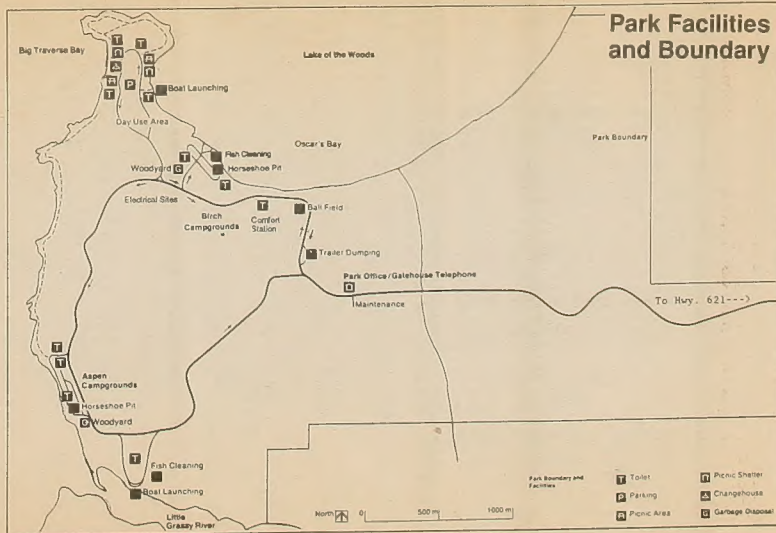 Park Facilities
and Boundary
Big Traverse Bay
Lake of the Woods
T
T
A
A
P
T
T
Boat Launching
Day Use Area
Park Boundary
Oscar's Bay
T
Fish Cleaning
Woodyard
G
Horseshoe Pit
T
Electrical Sites
Birch
Campgrounds
T
Comfort
Station
Ball Field
Trailer Dumping
Park Office/Gatehouse Telephone
Maintenance
To Hwy. 621--->
T
T
Aspen
Campgrounds
T
Horseshoe Pit
G
Woodyard
T
Fish Cleaning
Boat Launching
Little
Grassy River
North
0
500 m
1000 m
Park Boundary and
Facilities
T Toilet
P Parking
A Picnic Area
Picnic Shelter
Changehouse
G Garbage Disposal